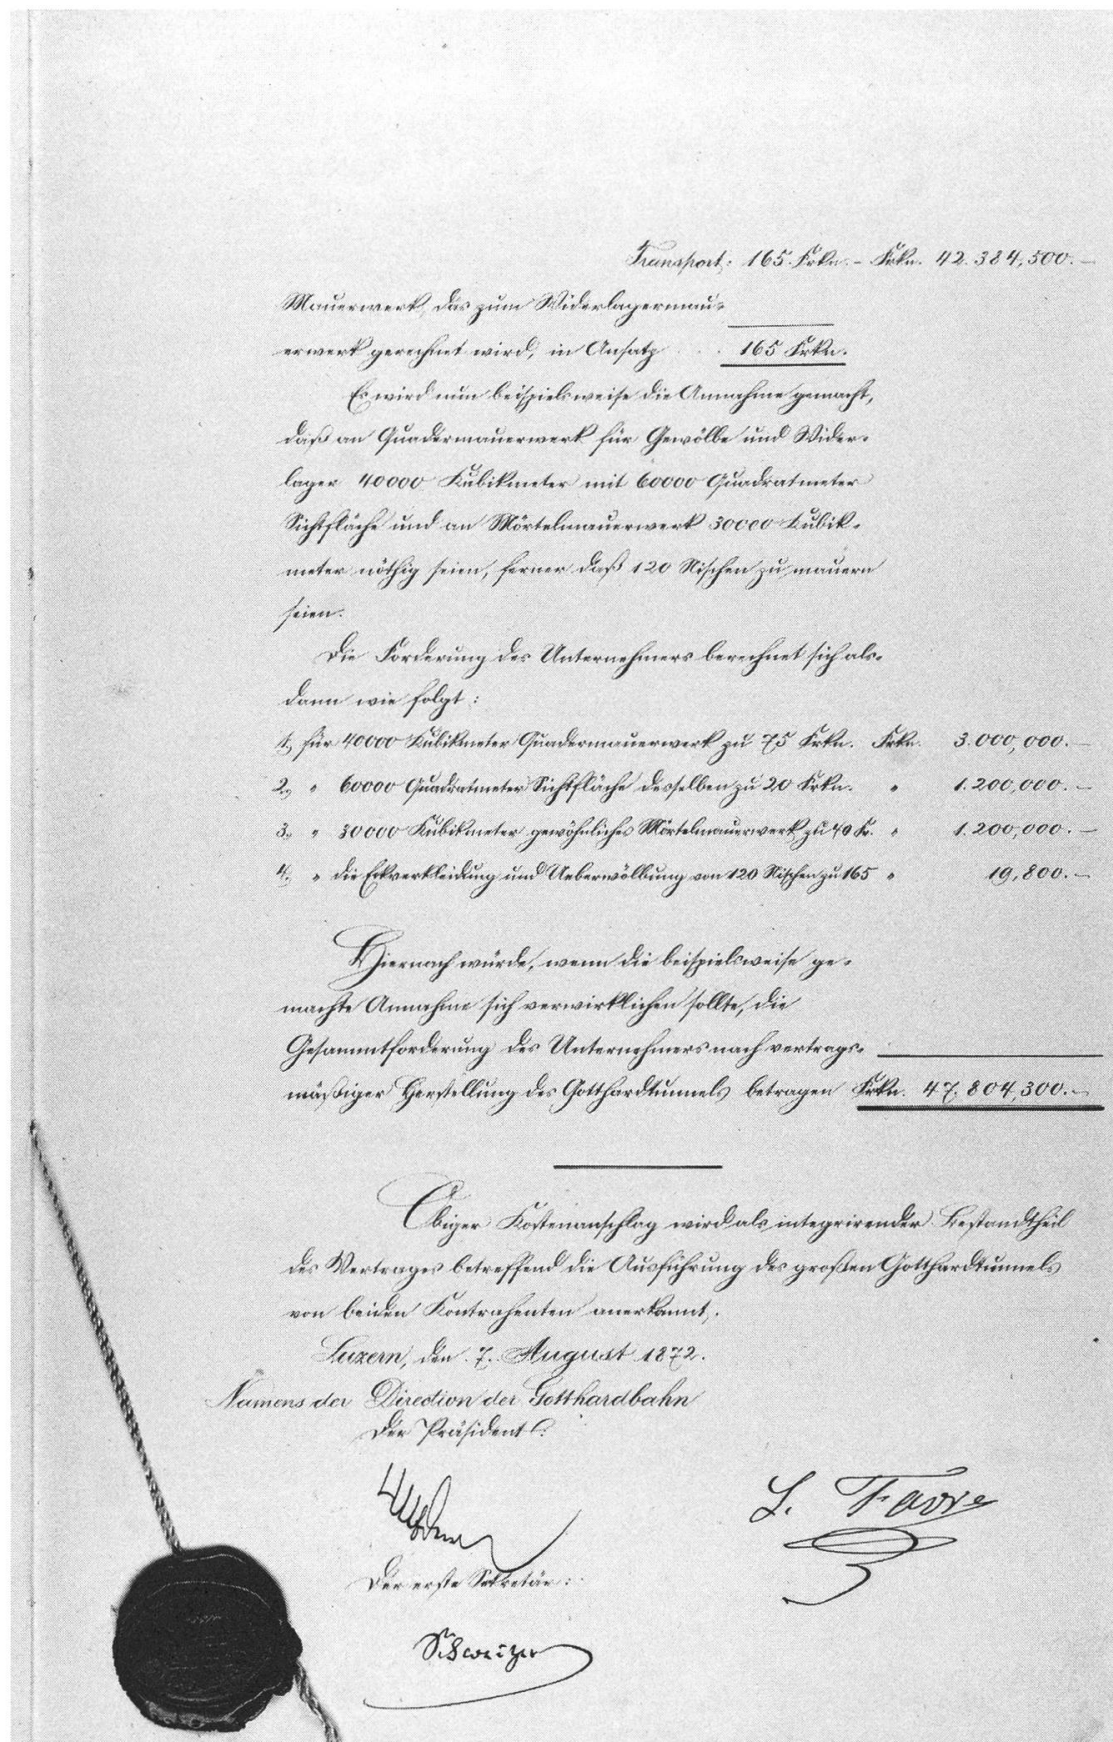 Transport: 165. Frkn. – Frkn. 42.384,500.–
Mauerwerk, das zum Widerlagermau-
erwerk gerechnet wird, in Ansatz . . 165 Frkn.
Es wird nun beispielsweise die Annahme gemacht,
daß an Quadermauerwerk für Gewölbe und Wider-
lager 40000 Kubikmeter mit 60000 Quadratmeter
Sichtfläche und an Mörtelmauerwerk 30000 Kubik-
meter nöthig seien, ferner daß 120 Nischen zu mauern
seien.
Die Forderung des Unternehmers berechnet sich als-
dann wie folgt:
1., für 40000 Kubikmeter Quadermauerwerk zu 75 Frkn. Frkn. 3.000,000.–
2., " 60000 Quadratmeter Sichtfläche desselben zu 20 Frkn. " 1.200,000.–
3., " 30000 Kubikmeter gewöhnliches Mörtelmauerwerk zu 40 Fr. " 1.200,000.–
4., " die Eckverkleidung und Ueberwölbung von 120 Nischen zu 165 " 19,800.–
Hiernach würde, wenn die beispielsweise ge-
machte Annahme sich verwirklichen sollte, die
Gesammtforderung des Unternehmers nach vertrags-
mäßiger Herstellung des Gotthardtunnels betragen Frkn. 47.804,300.–
Obiger Kostenanschlag wird als integrirender Bestandtheil
des Vertrages betreffend die Ausführung des großen Gotthardtunnels
von beiden Kontrahenten anerkannt.
Luzern, den 7. August 1872.
Namens der Direction der Gotthardbahn
Der Präsident:
L. Favre
Der erste Sekretär:
Schweizer